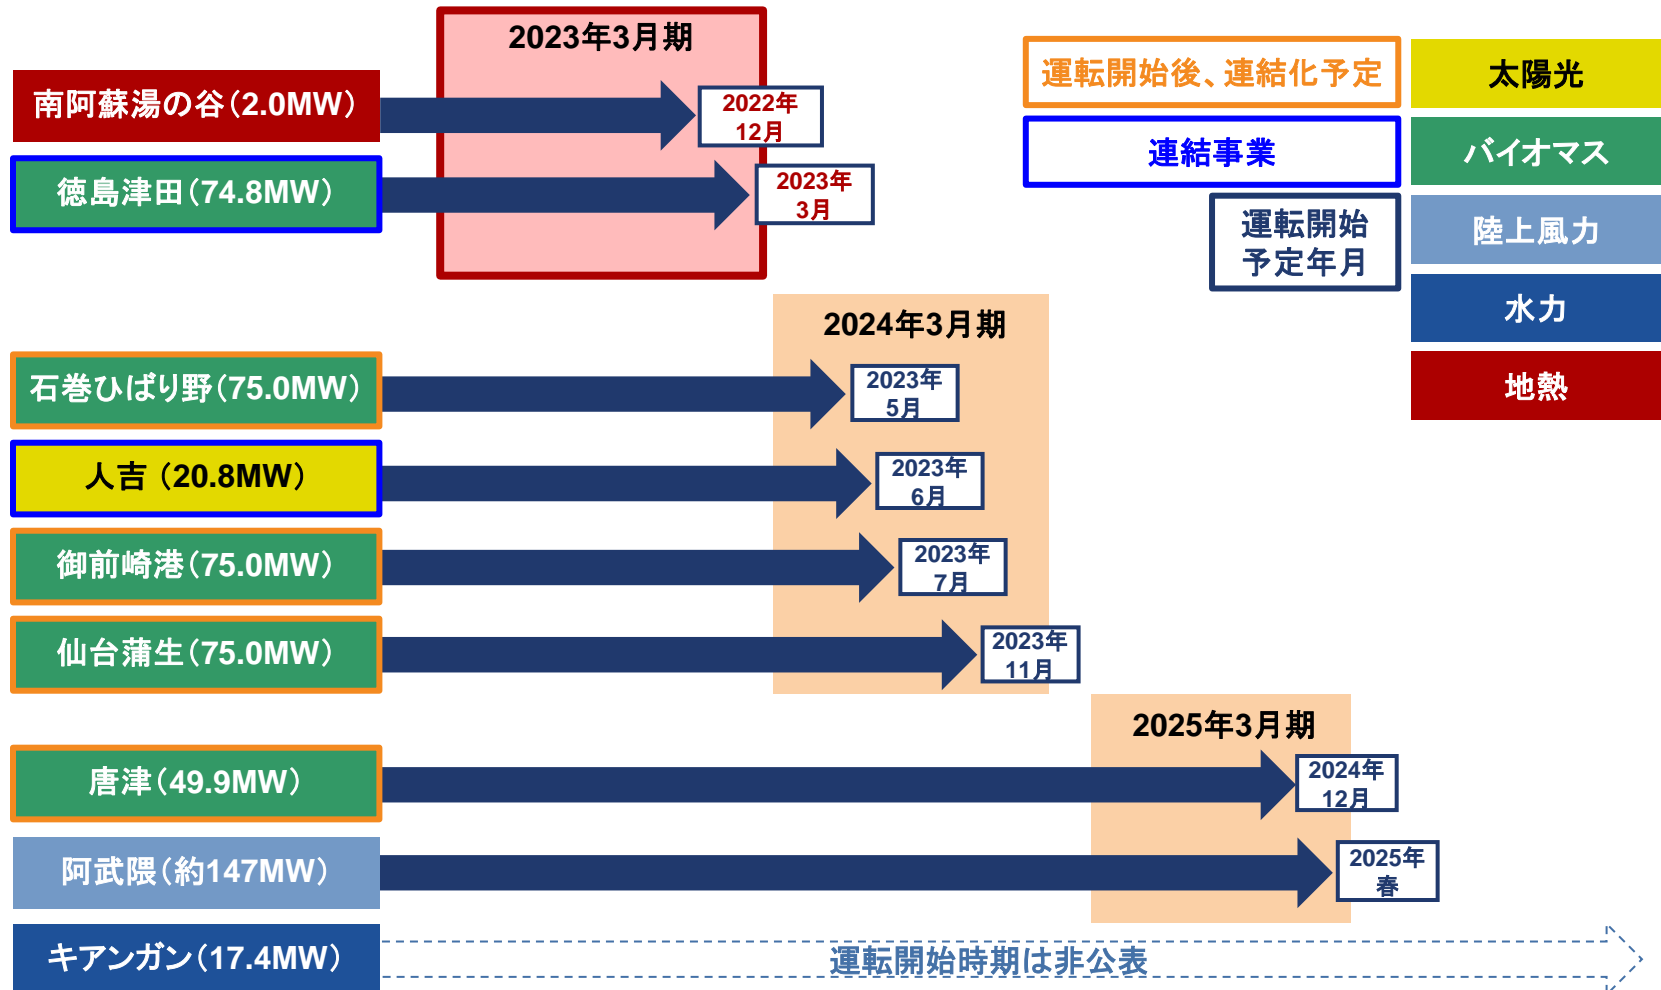 2023年3月期
南阿蘇湯の谷(2.0MW)
2022年
12月
徳島津田(74.8MW)
2023年
3月
運転開始後、連結化予定
連結事業
運転開始
予定年月
太陽光
バイオマス
陸上風力
水力
地熱
2024年3月期
石巻ひばり野(75.0MW)
2023年
5月
人吉 (20.8MW)
2023年
6月
御前崎港(75.0MW)
2023年
7月
仙台蒲生(75.0MW)
2023年
11月
2025年3月期
唐津(49.9MW)
2024年
12月
阿武隈(約147MW)
2025年
春
キアンガン(17.4MW)
運転開始時期は非公表